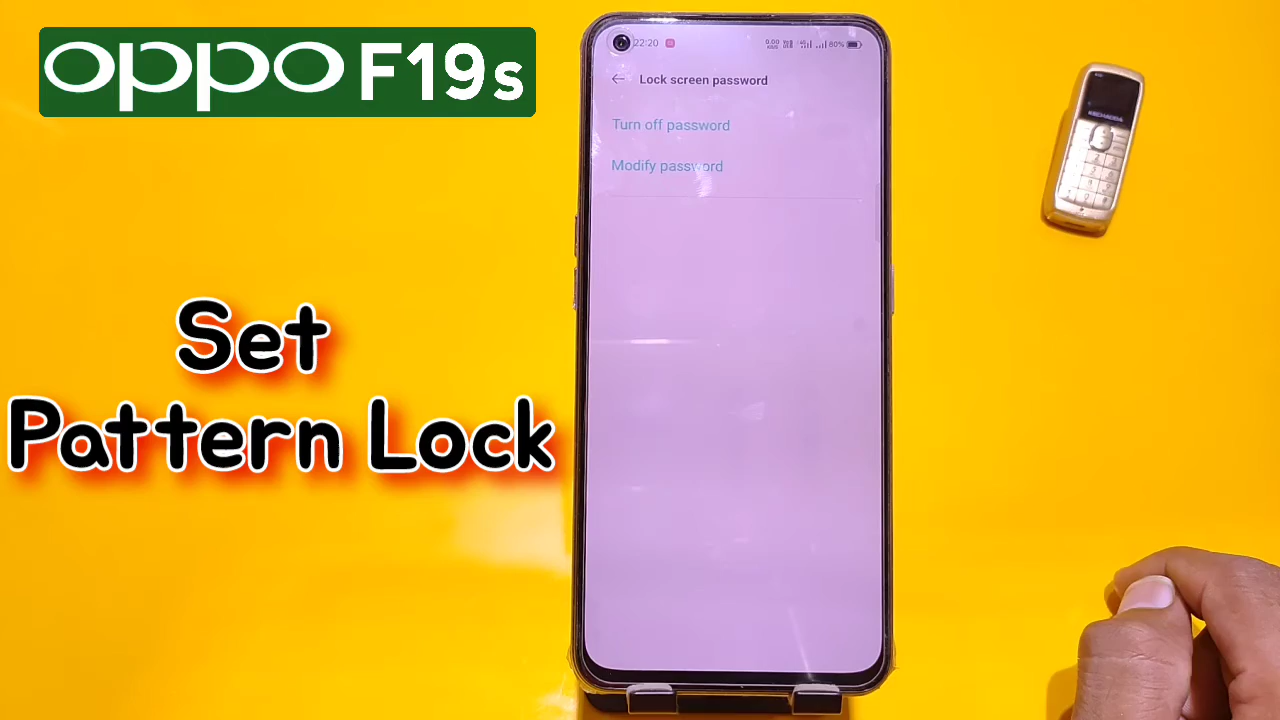 oppo F19s
Set
Pattern Lock
22:20
80%
Lock screen password
Turn off password
Modify password